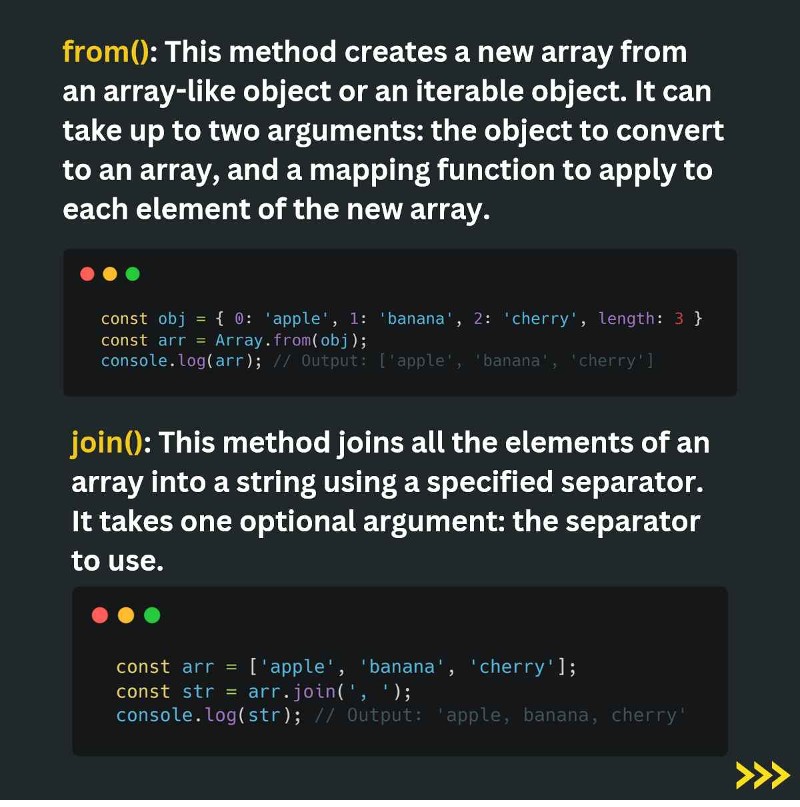 from(): This method creates a new array from
an array-like object or an iterable object. It can
take up to two arguments: the object to convert
to an array, and a mapping function to apply to
each element of the new array.
const obj = { 0: 'apple', 1: 'banana', 2: 'cherry', length: 3 }
const arr = Array.from(obj);
console.log(arr); // Output: ['apple', 'banana', 'cherry']
join(): This method joins all the elements of an
array into a string using a specified separator.
It takes one optional argument: the separator
to use.
const arr = ['apple', 'banana', 'cherry'];
const str = arr.join(', ');
console.log(str); // Output: 'apple, banana, cherry'